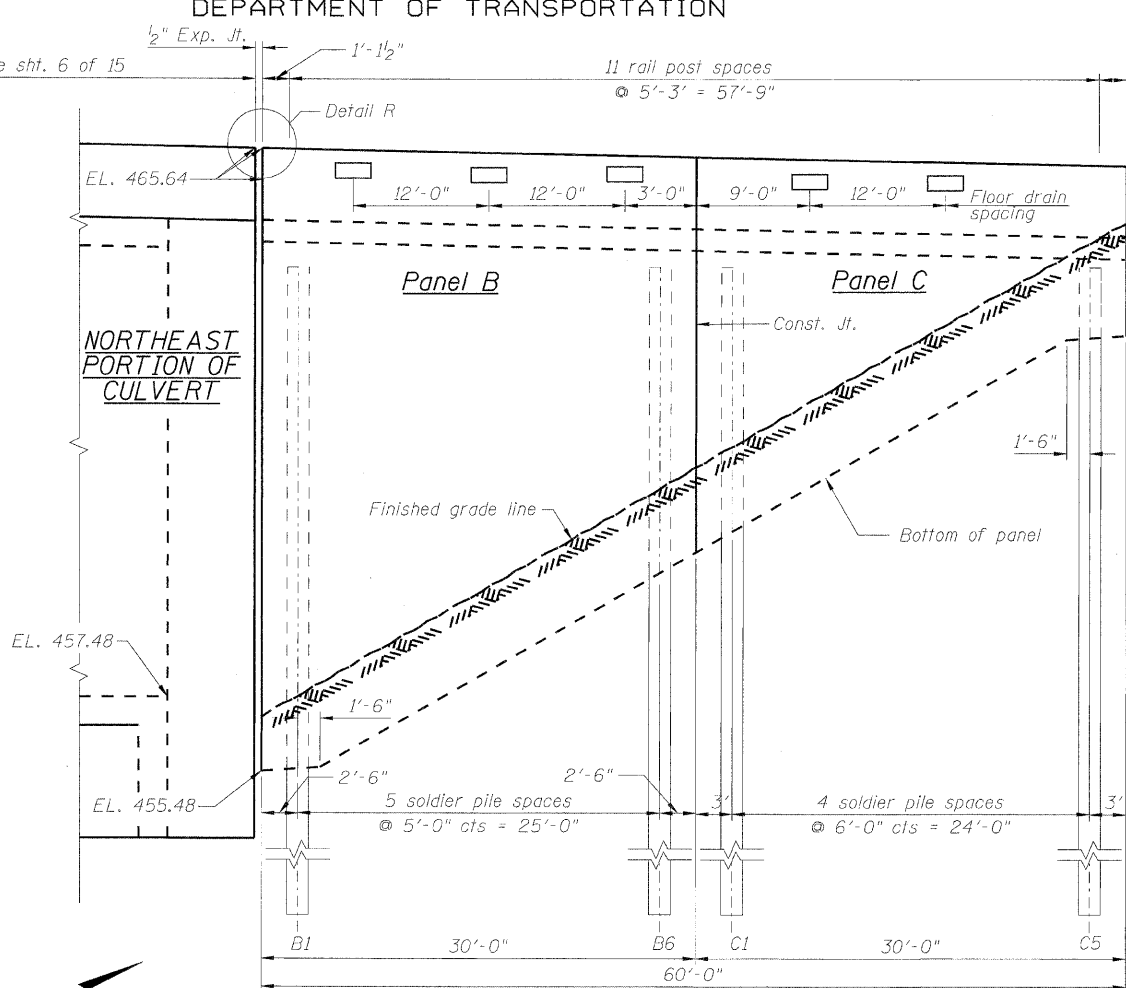 DEPARTMENT OF TRANSPORTATION
½" Exp. Jt.
1'-1½"
e sht. 6 of 15
11 rail post spaces
@ 5'-3' = 57'-9"
Detail R
EL. 465.64
12'-0"
12'-0"
3'-0"
9'-0"
12'-0"
Floor drain
spacing
Panel B
Panel C
Const. Jt.
NORTHEAST
PORTION OF
CULVERT
1'-6"
Finished grade line
Bottom of panel
EL. 457.48
1'-6"
2'-6"
2'-6"
EL. 455.48
5 soldier pile spaces
@ 5'-0" cts = 25'-0"
3'
4 soldier pile spaces
@ 6'-0" cts = 24'-0"
3'
B1
30'-0"
B6
C1
30'-0"
C5
60'-0"